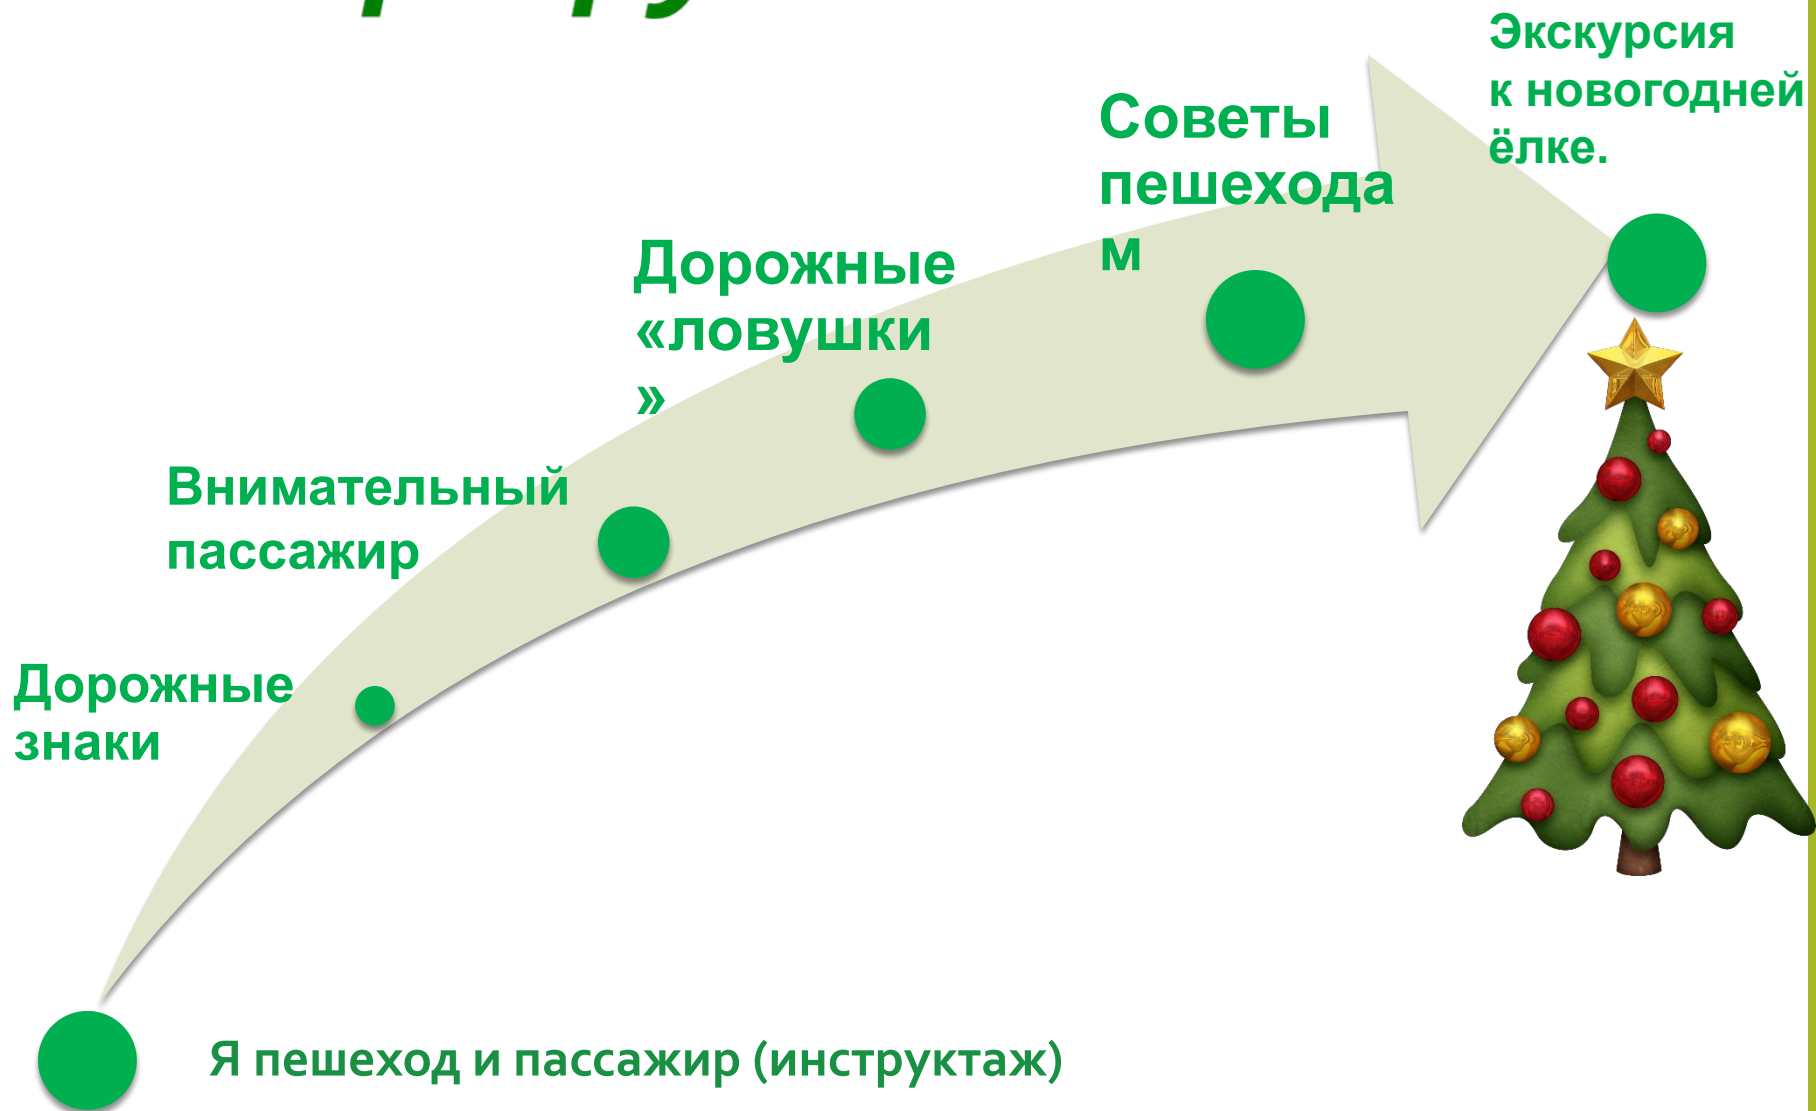 Экскурсия
к новогодней
ёлке.
Советы
пешехода
м
Дорожные
«ловушки
»
Внимательный
пассажир
Дорожные
знаки
Я пешеход и пассажир (инструктаж)